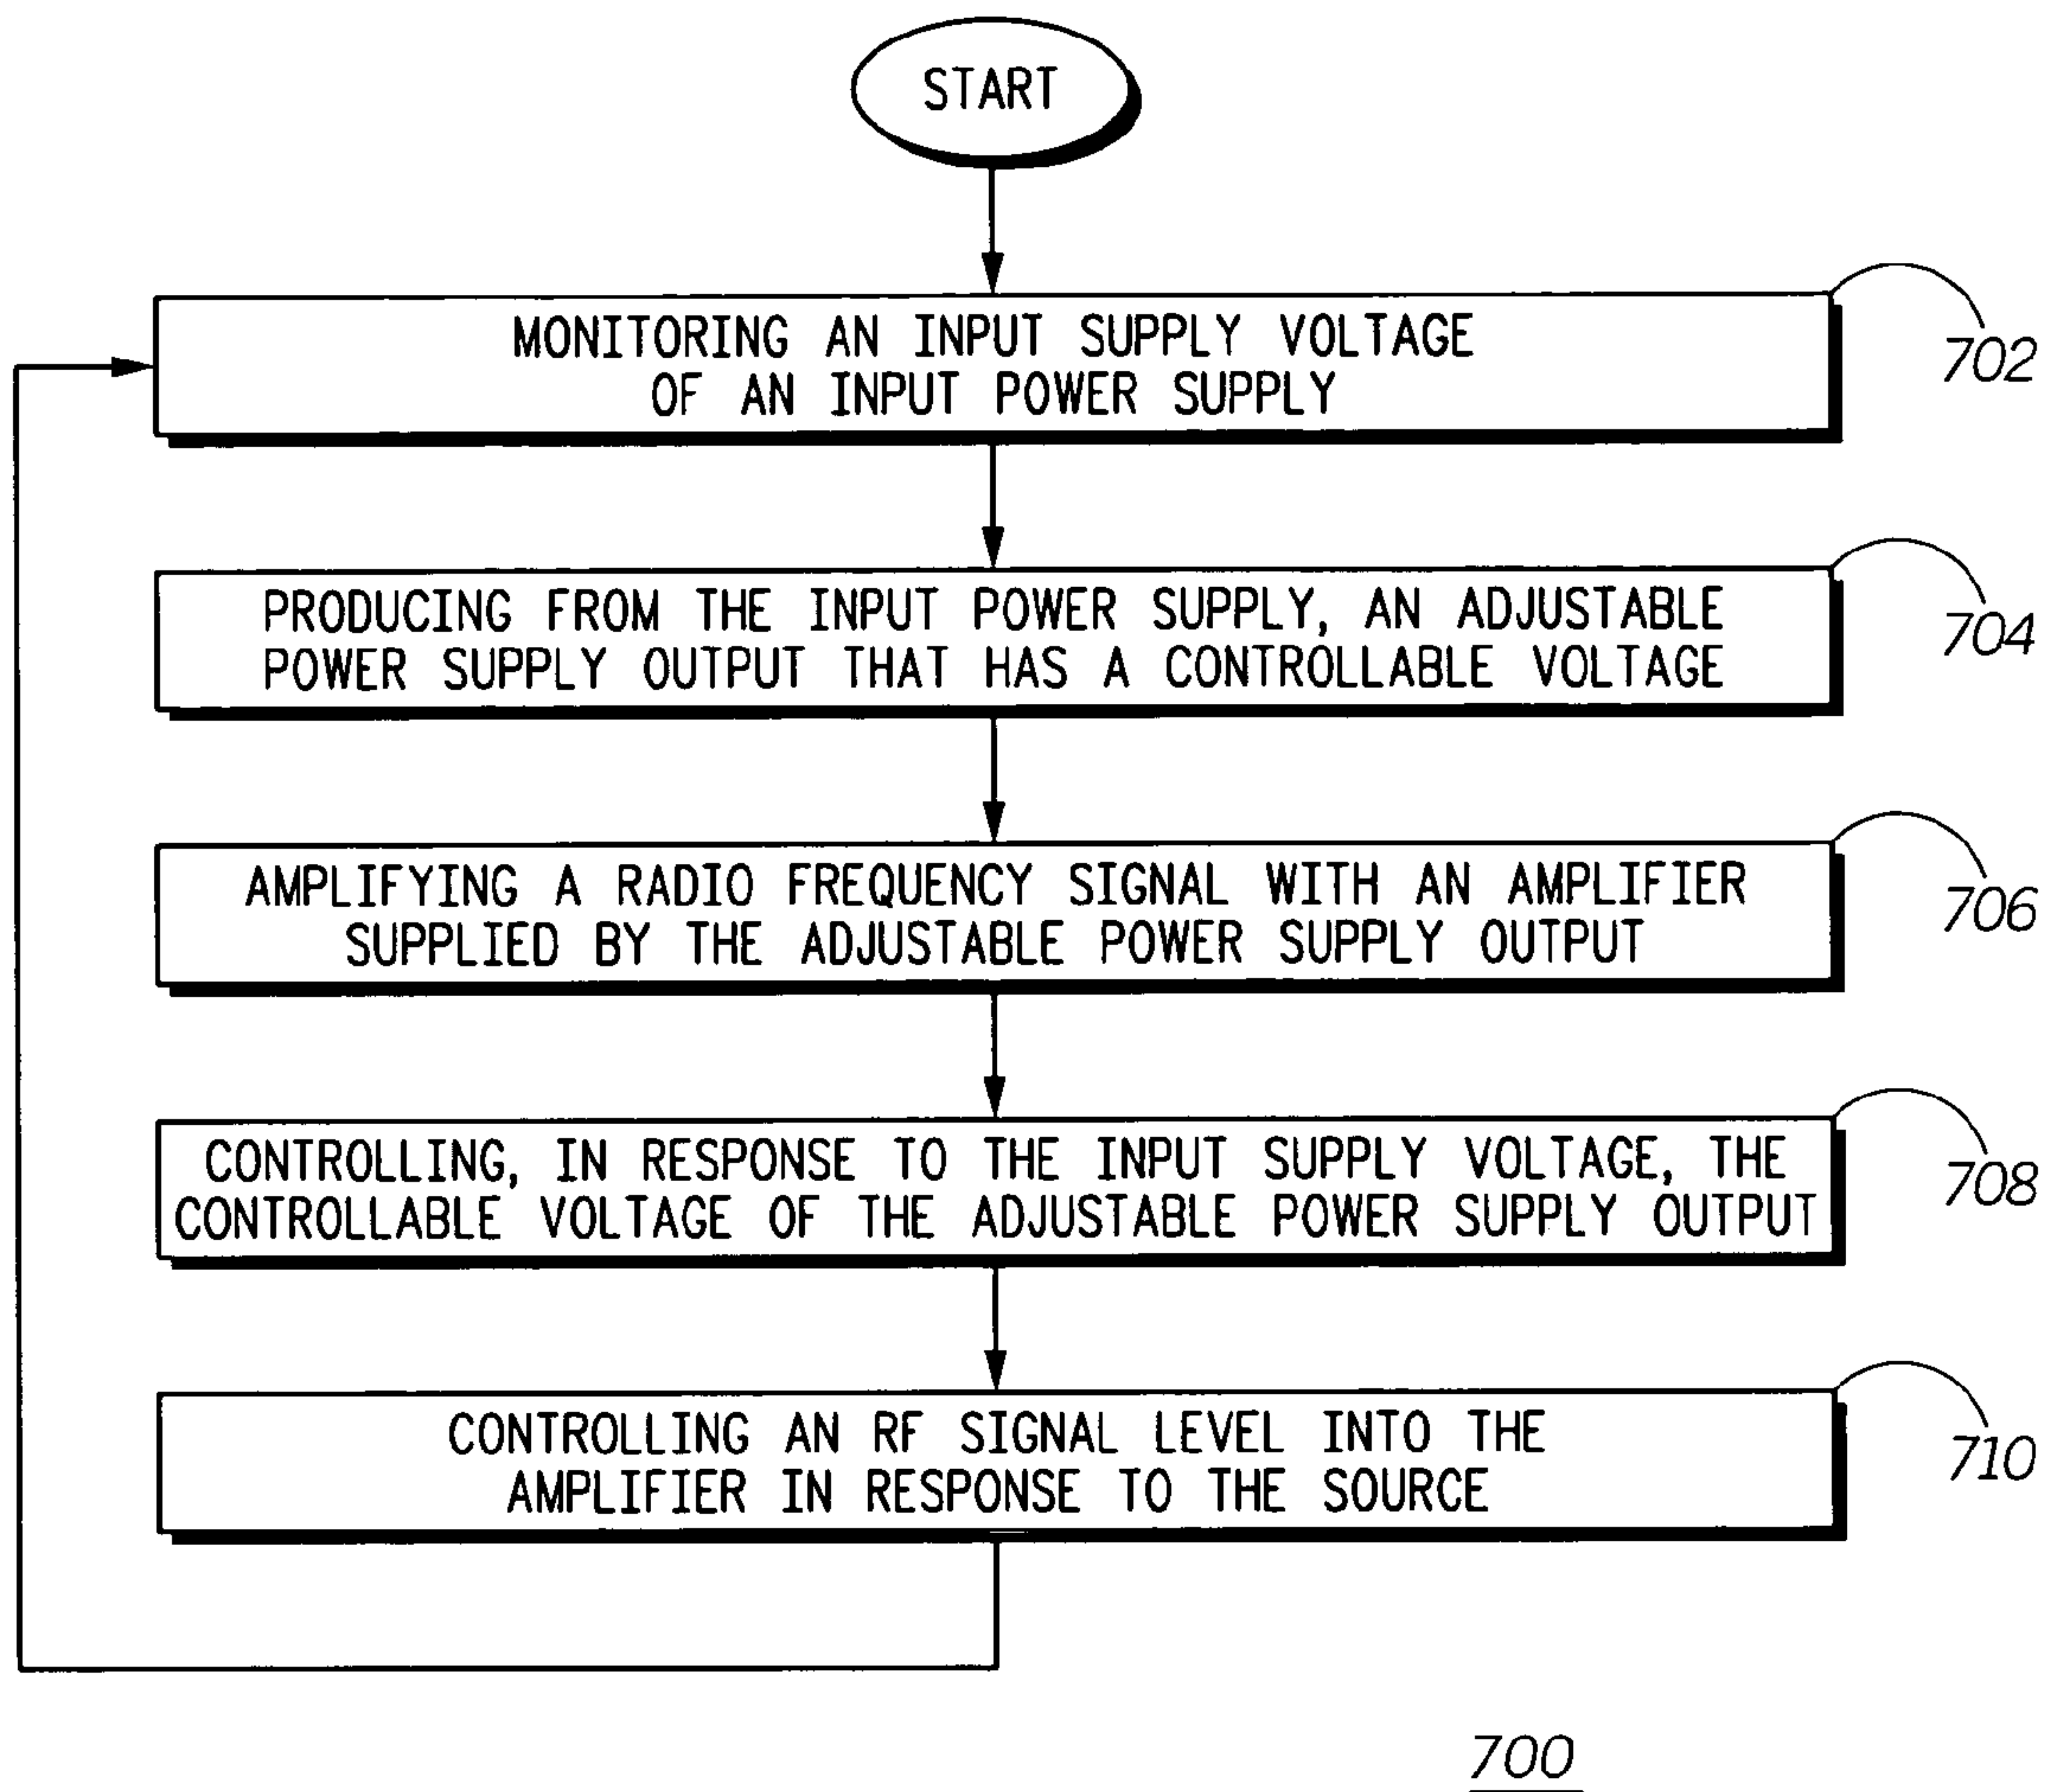 START
MONITORING AN INPUT SUPPLY VOLTAGE
OF AN INPUT POWER SUPPLY
702
PRODUCING FROM THE INPUT POWER SUPPLY, AN ADJUSTABLE
POWER SUPPLY OUTPUT THAT HAS A CONTROLLABLE VOLTAGE
704
AMPLIFYING A RADIO FREQUENCY SIGNAL WITH AN AMPLIFIER
SUPPLIED BY THE ADJUSTABLE POWER SUPPLY OUTPUT
706
CONTROLLING, IN RESPONSE TO THE INPUT SUPPLY VOLTAGE, THE
CONTROLLABLE VOLTAGE OF THE ADJUSTABLE POWER SUPPLY OUTPUT
708
CONTROLLING AN RF SIGNAL LEVEL INTO THE
AMPLIFIER IN RESPONSE TO THE SOURCE
710
700